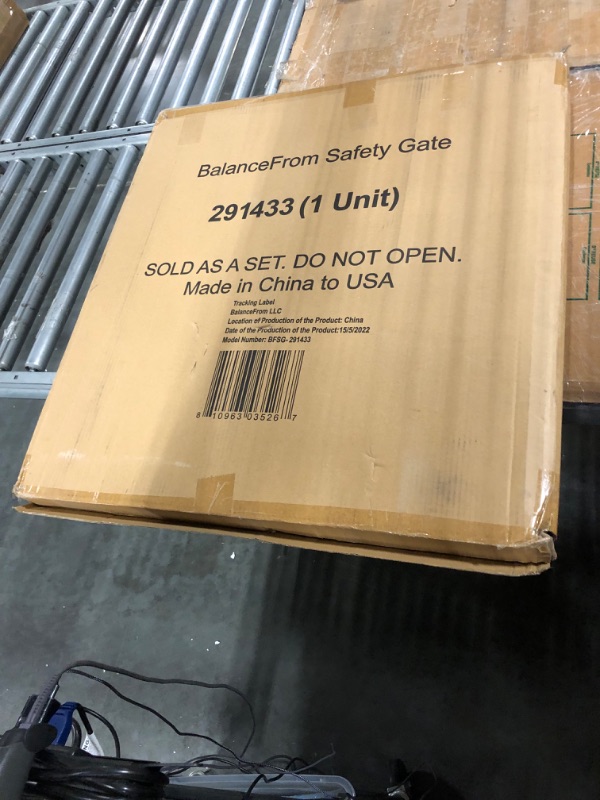 BalanceFrom Safety Gate
291433 (1 Unit)
SOLD AS A SET. DO NOT OPEN.
Made in China to USA
Tracking Label
BalanceFrom LLC
Location of Production of the Product: China
Date of the Production of the Product:15/5/2022
Model Number: BFSG-291433
8 10963 03526 7